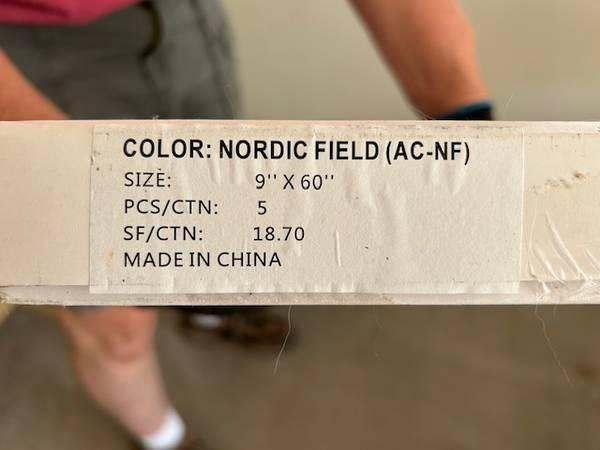 COLOR: NORDIC FIELD (AC-NF)
SIZE: 9'' X 60''
PCS/CTN: 5
SF/CTN: 18.70
MADE IN CHINA